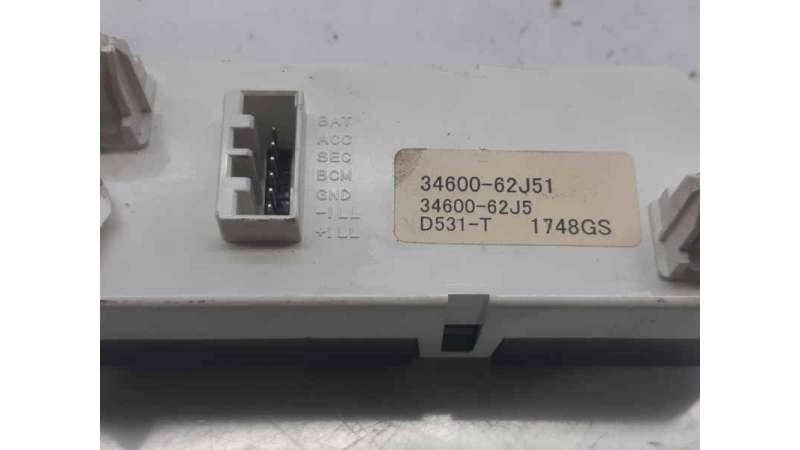 BAT
ACC
SEC
BCM
GND
-ILL
+ILL
34600-62J51
34600-62J5
D531-T 1748GS